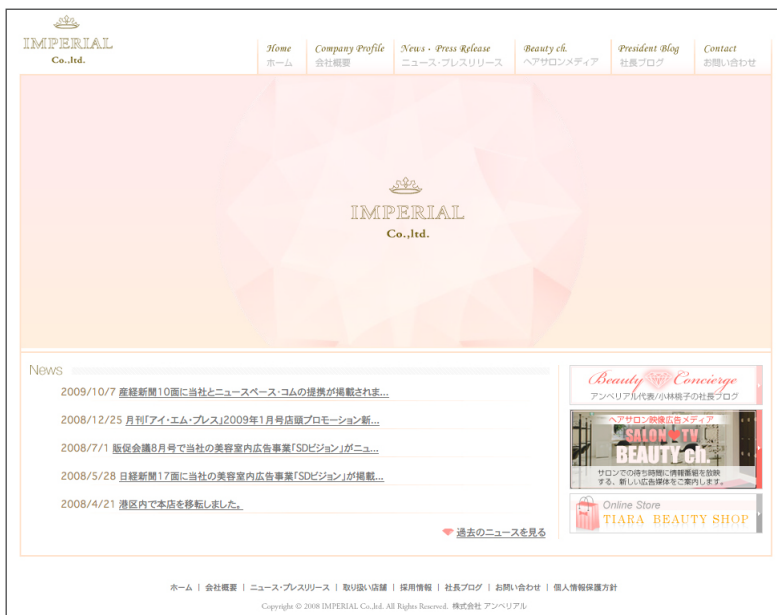 IMPERIAL
Co.,ltd.
Home
ホーム
Company Profile
会社概要
News・Press Release
ニュース・プレスリリース
Beauty ch.
ヘアサロンメディア
President Blog
社長ブログ
Contact
お問い合わせ
IMPERIAL
Co.,ltd.
News
2009/10/7 産経新聞10面に当社とニュースペース・コムの提携が掲載されま...
2008/12/25 月刊「アイ・エム・プレス」2009年1月号店頭プロモーション新...
2008/7/1 販促会議8月号で当社の美容室内広告事業「SDビジョン」がニュ...
2008/5/28 日経新聞17面に当社の美容室内広告事業「SDビジョン」が掲載...
2008/4/21 港区内で本店を移転しました。
過去のニュースを見る
Beauty Concierge
アンペリアル代表/小林桃子の社長ブログ
ヘアサロン映像広告メディア
SALON TV
BEAUTY ch.
サロンでの待ち時間に情報番組を放映
する、新しい広告媒体をご案内します。
Online Store
TIARA BEAUTY SHOP
ホーム | 会社概要 | ニュース・プレスリリース | 取り扱い店舗 | 採用情報 | 社長ブログ | お問い合わせ | 個人情報保護方針
Copyright © 2008 IMPERIAL Co.,ltd. All Rights Reserved. 株式会社 アンペリアル